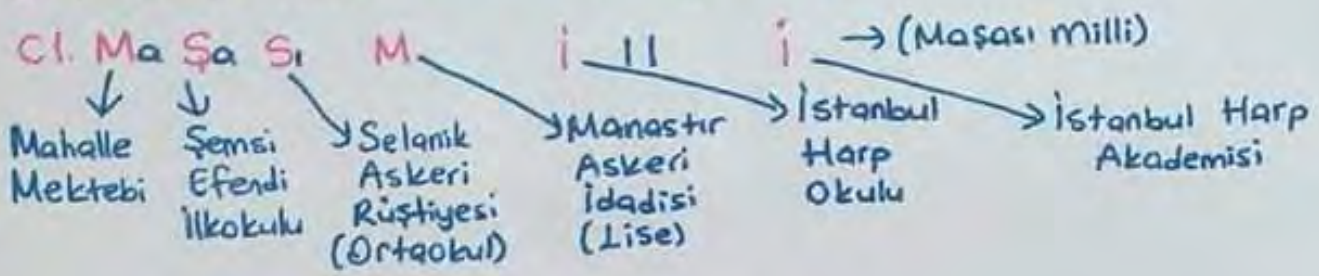 Cl. Ma Şa Sı M i ll i → (Maşası milli)
Mahalle Mektebi
Şemsi Efendi İlkokulu
Selanik Askeri Rüştiyesi (Ortaokul)
Manastır Askeri İdadisi (Lise)
İstanbul Harp Okulu
İstanbul Harp Akademisi